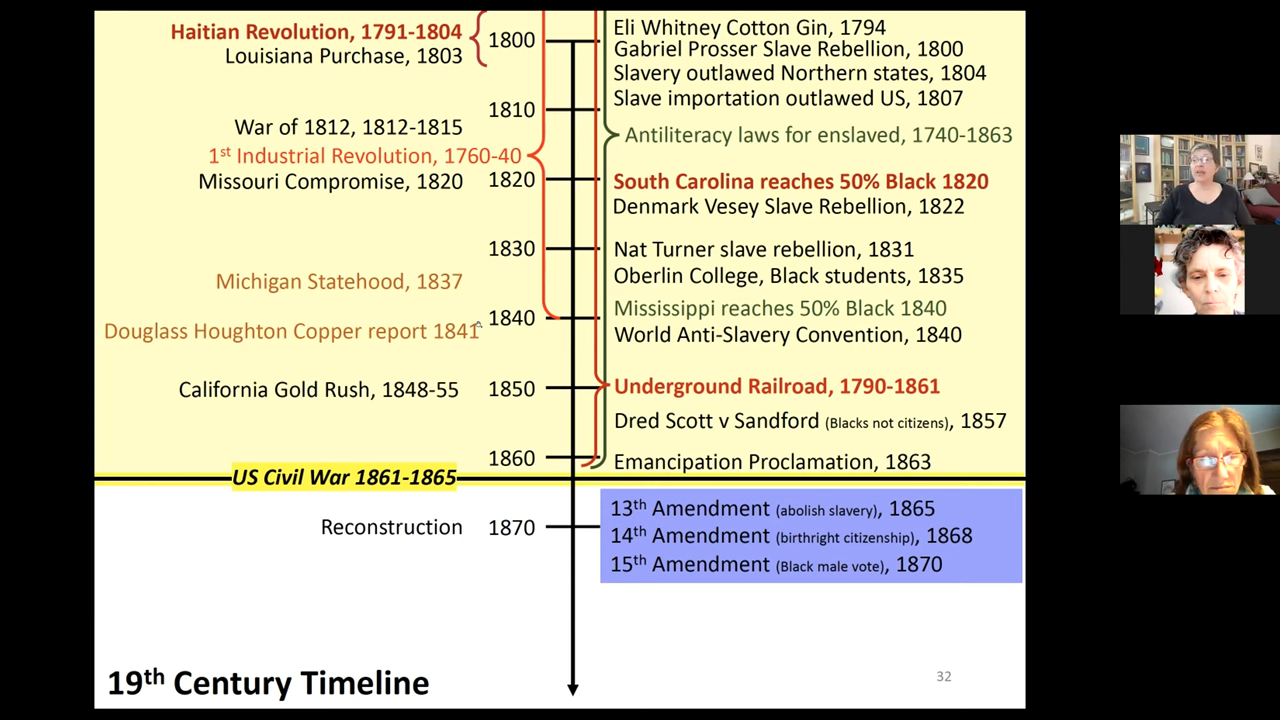 Haitian Revolution, 1791-1804
Louisiana Purchase, 1803
War of 1812, 1812-1815
1st Industrial Revolution, 1760-40
Missouri Compromise, 1820
Michigan Statehood, 1837
Douglass Houghton Copper report 1841
California Gold Rush, 1848-55
US Civil War 1861-1865
Reconstruction
1800
1810
1820
1830
1840
1850
1860
1870
Eli Whitney Cotton Gin, 1794
Gabriel Prosser Slave Rebellion, 1800
Slavery outlawed Northern states, 1804
Slave importation outlawed US, 1807
Antiliteracy laws for enslaved, 1740-1863
South Carolina reaches 50% Black 1820
Denmark Vesey Slave Rebellion, 1822
Nat Turner slave rebellion, 1831
Oberlin College, Black students, 1835
Mississippi reaches 50% Black 1840
World Anti-Slavery Convention, 1840
Underground Railroad, 1790-1861
Dred Scott v Sandford (Blacks not citizens), 1857
Emancipation Proclamation, 1863
13th Amendment (abolish slavery), 1865
14th Amendment (birthright citizenship), 1868
15th Amendment (Black male vote), 1870
19th Century Timeline
32